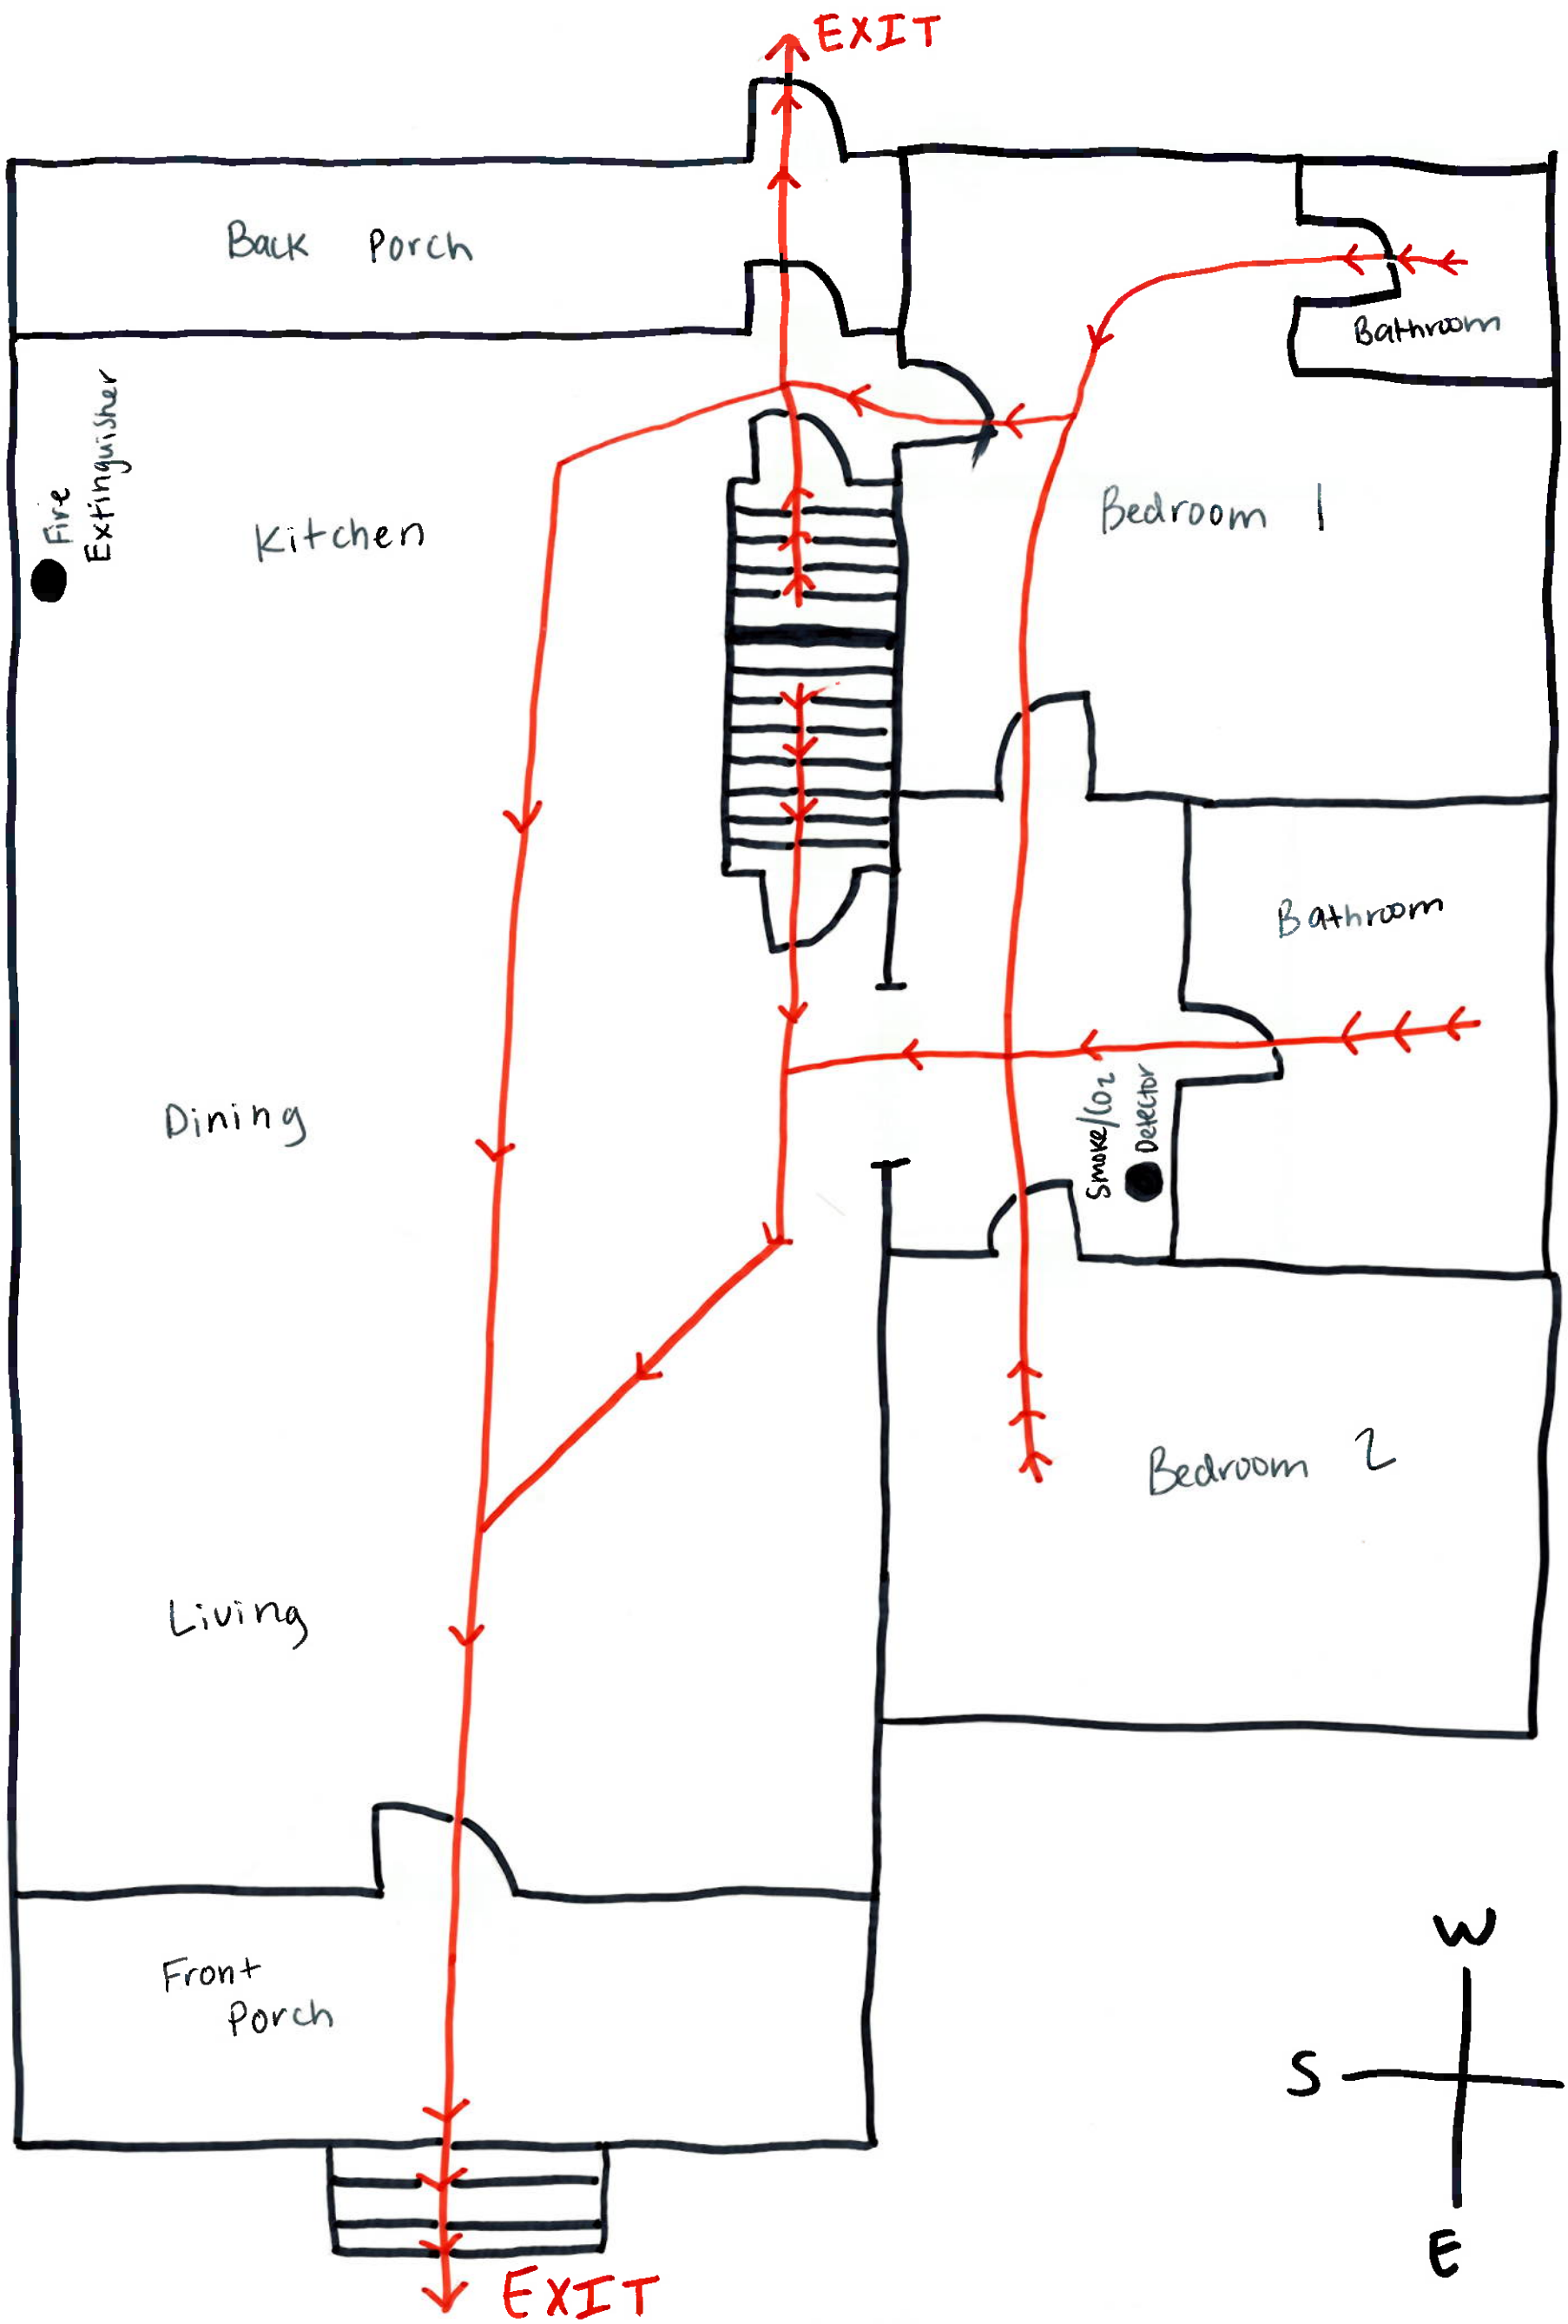 EXIT
Back Porch
Bathroom
Fire
Extinguisher
Kitchen
Bedroom 1
Bathroom
Dining
Smoke/CO2
Detector
Bedroom 2
Living
Front
Porch
W
S
E
EXIT